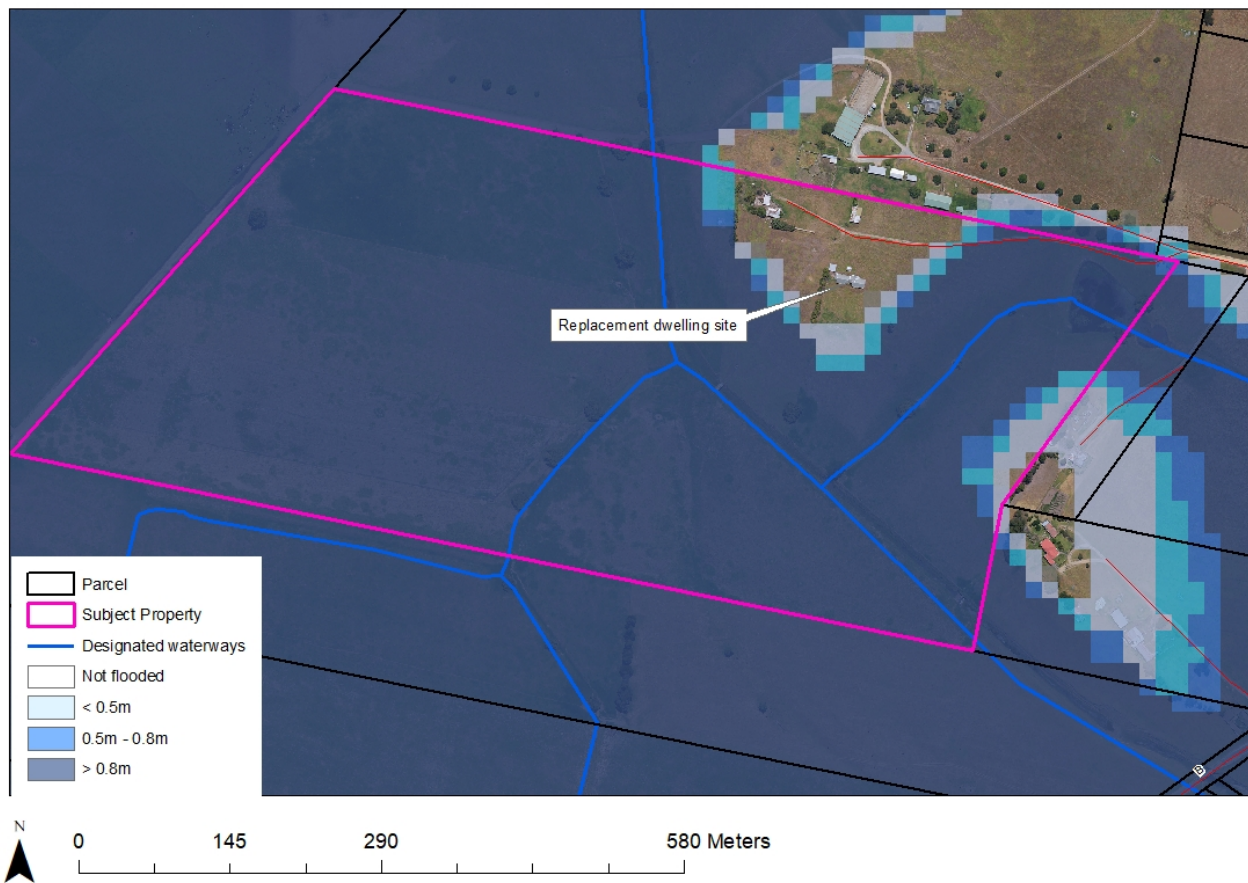 Replacement dwelling site
Parcel
Subject Property
Designated waterways
Not flooded
< 0.5m
0.5m - 0.8m
> 0.8m
N
0 145 290 580 Meters